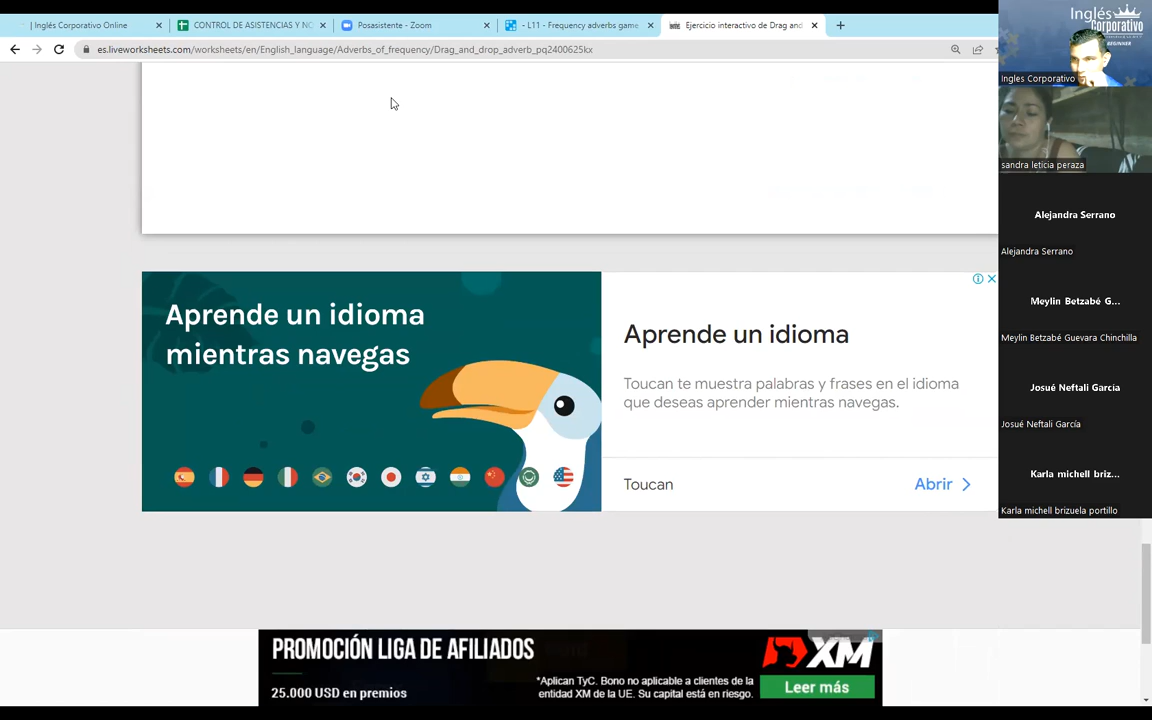 | Inglés Corporativo Online
CONTROL DE ASISTENCIAS Y NO
Posasistente - Zoom
- L11 - Frequency adverbs game
Ejercicio interactivo de Drag and
es.liveworksheets.com/worksheets/en/English_language/Adverbs_of_frequency/Drag_and_drop_adverb_pq2400625kx
Inglés
Corporativo
BEGINNER
Ingles Corporativo
sandra leticia peraza
Alejandra Serrano
Alejandra Serrano
Meylin Betzabé G...
Meylin Betzabé Guevara Chinchilla
Josué Neftali García
Josué Neftali García
Karla michell briz...
Karla michell brizuela portillo
Aprende un idioma
mientras navegas
Aprende un idioma
Toucan te muestra palabras y frases en el idioma
que deseas aprender mientras navegas.
Toucan
Abrir
PROMOCIÓN LIGA DE AFILIADOS
25.000 USD en premios
*Aplican TyC. Bono no aplicable a clientes de la
entidad XM de la UE. Su capital está en riesgo.
XM
Leer más